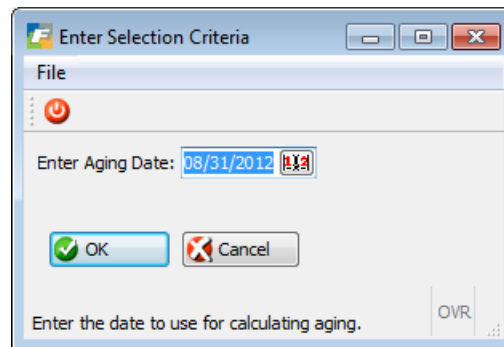 Enter Selection Criteria
File
Enter Aging Date: 08/31/2012
OK Cancel
Enter the date to use for calculating aging. OVR